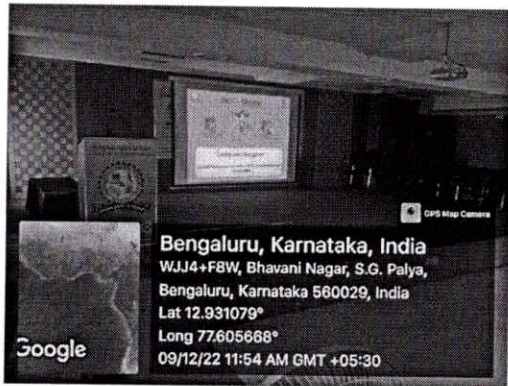 GPS Map Camera
Bengaluru, Karnataka, India
WJJ4+F8W, Bhavani Nagar, S.G. Palya,
Bengaluru, Karnataka 560029, India
Lat 12.931079°
Long 77.605668°
09/12/22 11:54 AM GMT +05:30
Google